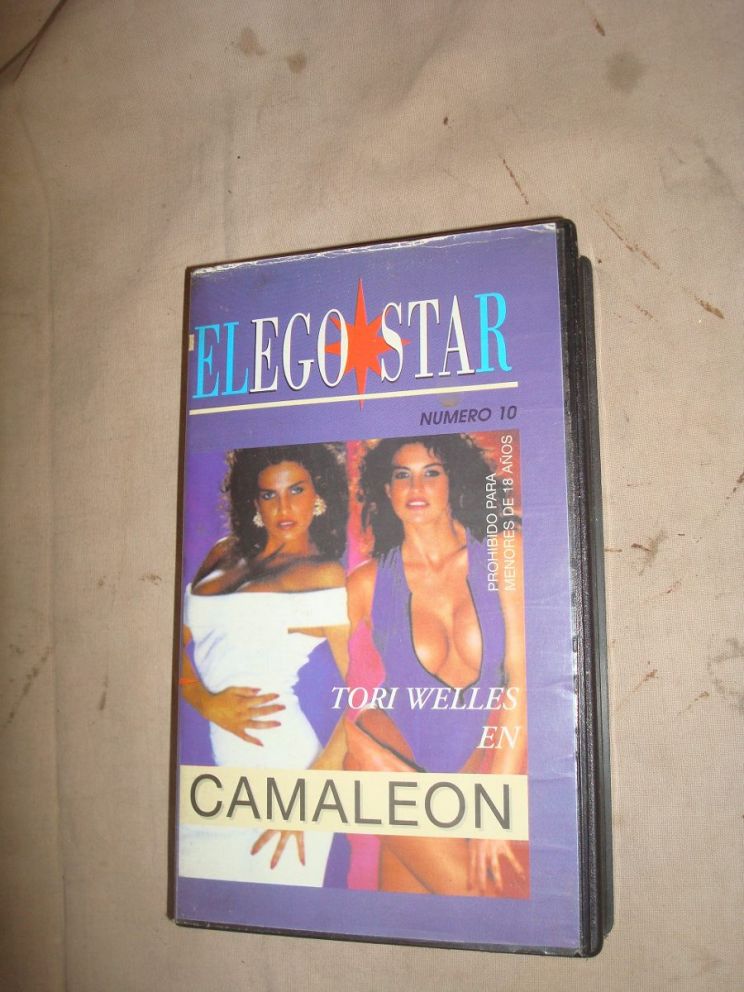 ELEGO STAR
NUMERO 10
PROHIBIDO PARA
MENORES DE 18 AÑOS
TORI WELLES
EN
CAMALEON